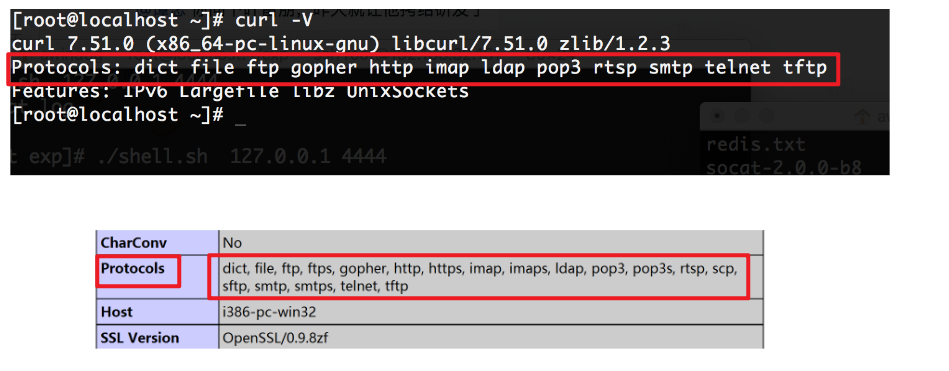 [root@localhost ~]# curl -V
curl 7.51.0 (x86_64-pc-linux-gnu) libcurl/7.51.0 zlib/1.2.3
Protocols: dict file ftp gopher http imap ldap pop3 rtsp smtp telnet tftp
Features: IPv6 Largefile libz UnixSockets
[root@localhost ~]# _
exp]# ./shell.sh 127.0.0.1 4444
redis.txt
socat-2.0.0-b8
CharConv No
Protocols dict, file, ftp, ftps, gopher, http, https, imap, imaps, ldap, pop3, pop3s, rtsp, scp,
sftp, smtp, smtps, telnet, tftp
Host i386-pc-win32
SSL Version OpenSSL/0.9.8zf